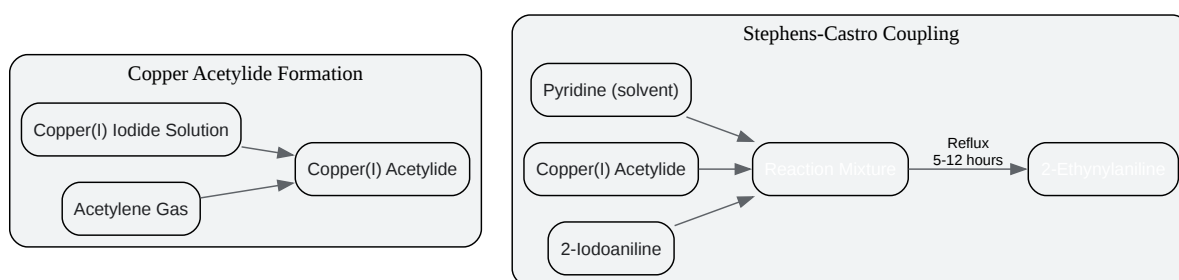 Copper Acetylide Formation
Copper(I) Iodide Solution
Acetylene Gas
Copper(I) Acetylide
Stephens-Castro Coupling
Pyridine (solvent)
Copper(I) Acetylide
2-Iodoaniline
Reaction Mixture
Reflux
5-12 hours
2-Ethynylaniline